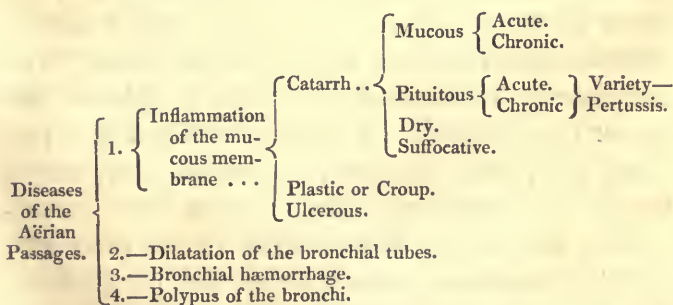 Diseases
of the
Aërian
Passages.
1.
Inflammation
of the mu-
cous mem-
brane ...
Catarrh ..
Mucous
Acute.
Chronic.
Pituitous
Acute.
Chronic
Variety—
Pertussis.
Dry.
Suffocative.
Plastic or Croup.
Ulcerous.
2.—Dilatation of the bronchial tubes.
3.—Bronchial hæmorrhage.
4.—Polypus of the bronchi.